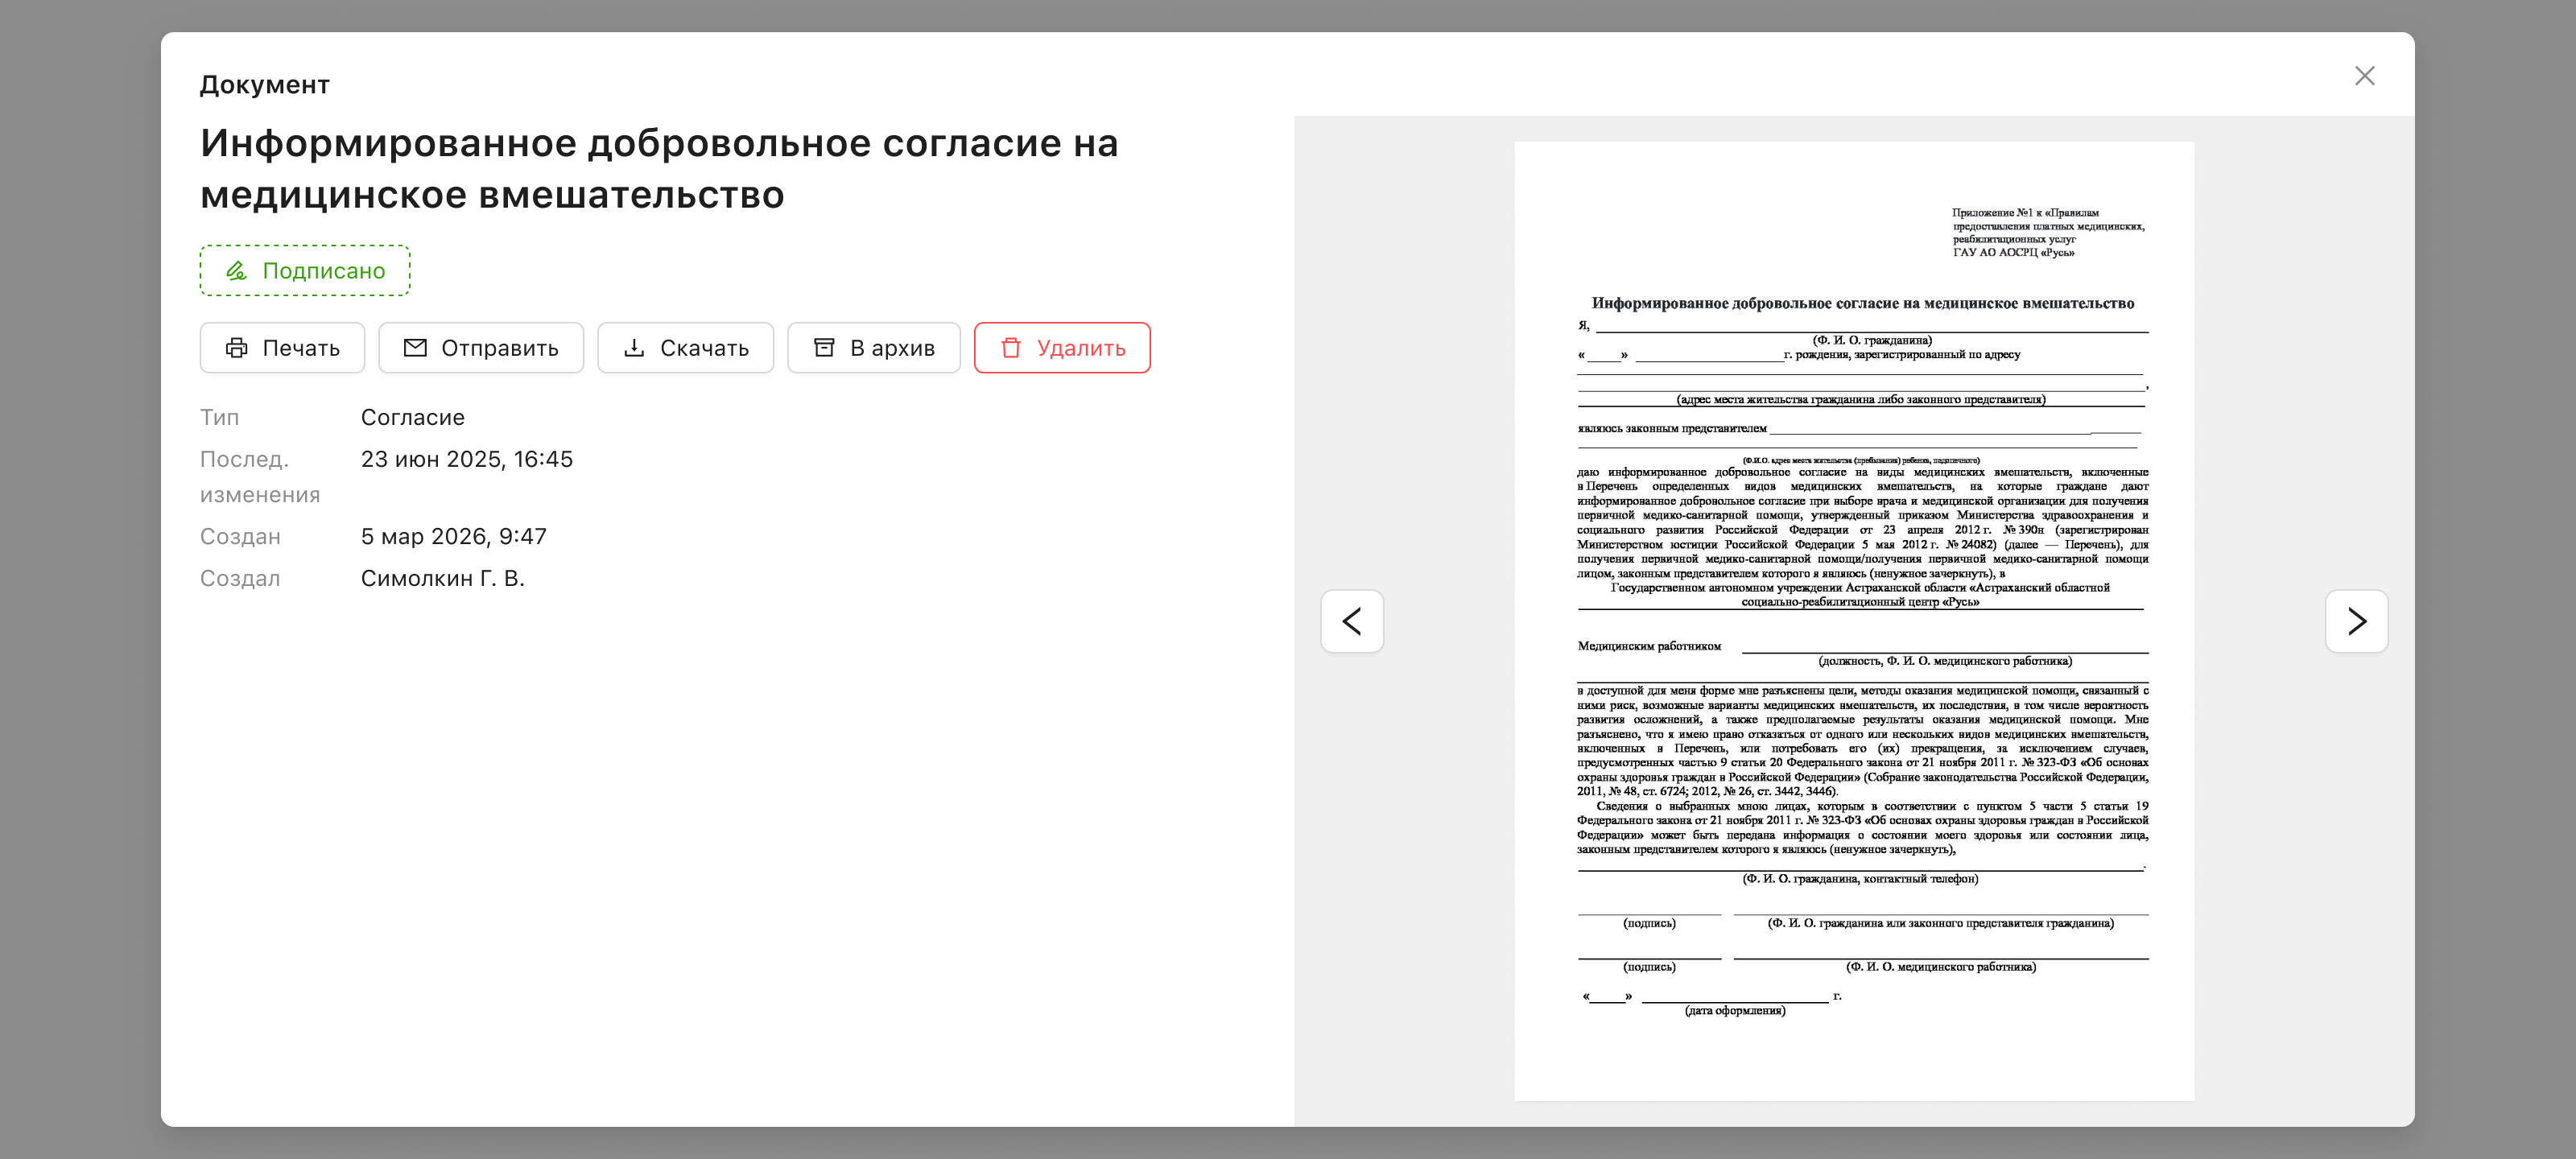 Документ
Информированное добровольное согласие на
медицинское вмешательство
Подписано
Печать
Отправить
Скачать
В архив
Удалить
Тип Согласие
Послед. изменения 23 июн 2025, 16:45
Создан 5 мар 2026, 9:47
Создал Симолкин Г. В.
Приложение №1 к «Правилам
предоставления платных медицинских,
реабилитационных услуг
ГАУ АО АОСРЦ «Русь»
Информированное добровольное согласие на медицинское вмешательство
Я,
(Ф. И. О. гражданина)
« » г. рождения, зарегистрированный по адресу
,
(адрес места жительства гражданина либо законного представителя)
являюсь законным представителем
(Ф.И.О. адрес места жительства (пребывания) ребенка, подопечного)
даю информированное добровольное согласие на виды медицинских вмешательств, включенные
в Перечень определенных видов медицинских вмешательств, на которые граждане дают
информированное добровольное согласие при выборе врача и медицинской организации для получения
первичной медико-санитарной помощи, утвержденный приказом Министерства здравоохранения и
социального развития Российской Федерации от 23 апреля 2012 г. № 390н (зарегистрирован
Министерством юстиции Российской Федерации 5 мая 2012 г. № 24082) (далее — Перечень), для
получения первичной медико-санитарной помощи/получения первичной медико-санитарной помощи
лицом, законным представителем которого я являюсь (ненужное зачеркнуть), в
Государственном автономном учреждении Астраханской области «Астраханский областной
социально-реабилитационный центр «Русь»
Медицинским работником
(должность, Ф. И. О. медицинского работника)
в доступной для меня форме мне разъяснены цели, методы оказания медицинской помощи, связанный с
ними риск, возможные варианты медицинских вмешательств, их последствия, в том числе вероятность
развития осложнений, а также предполагаемые результаты оказания медицинской помощи. Мне
разъяснено, что я имею право отказаться от одного или нескольких видов медицинских вмешательств,
включенных в Перечень, или потребовать его (их) прекращения, за исключением случаев,
предусмотренных частью 9 статьи 20 Федерального закона от 21 ноября 2011 г. № 323-ФЗ «Об основах
охраны здоровья граждан в Российской Федерации» (Собрание законодательства Российской Федерации,
2011, № 48, ст. 6724; 2012, № 26, ст. 3442, 3446).
Сведения о выбранных мною лицах, которым в соответствии с пунктом 5 части 5 статьи 19
Федерального закона от 21 ноября 2011 г. № 323-ФЗ «Об основах охраны здоровья граждан в Российской
Федерации» может быть передана информация о состоянии моего здоровья или состоянии лица,
законным представителем которого я являюсь (ненужное зачеркнуть),
.
(Ф. И. О. гражданина, контактный телефон)
(подпись) (Ф. И. О. гражданина или законного представителя гражданина)
(подпись) (Ф. И. О. медицинского работника)
« » г.
(дата оформления)